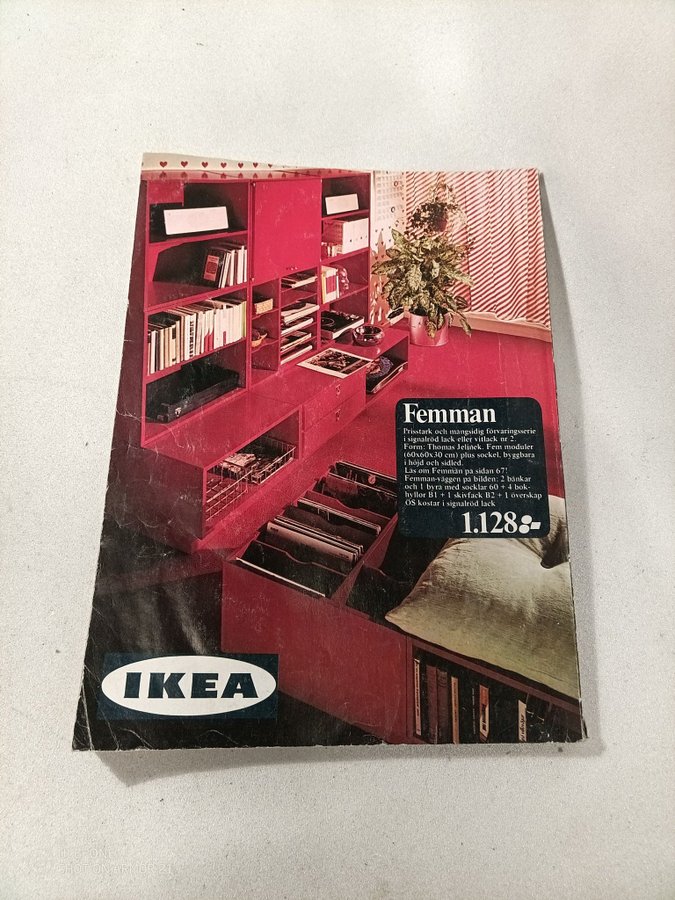 Femman
Prisstark och mångsidig förvaringsserie
i signalröd lack eller vitlack nr 2.
Form: Thomas Jelinek. Fem moduler
(60x60x30 cm) plus sockel, byggbara
i höjd och sidled.
Läs om Femman på sidan 67!
Femman-väggen på bilden: 2 bänkar
och 1 byrå med socklar 60 + 4 bok-
hyllor B1 + 1 skivfack B2 + 1 överskåp
ÖS kostar i signalröd lack
1.128:-
IKEA